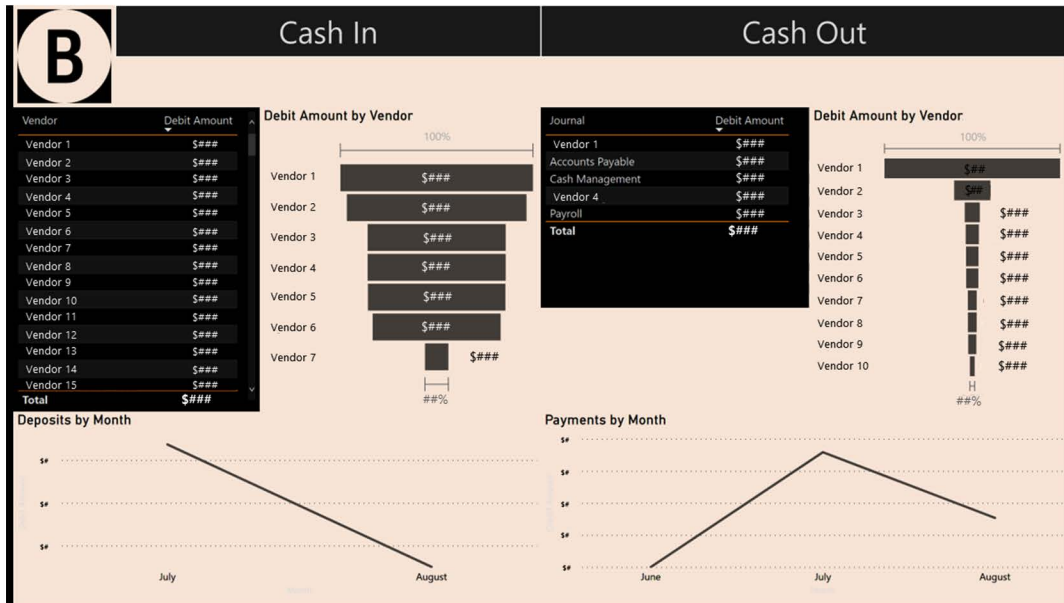 B
Cash In
Cash Out
Vendor Debit Amount
Vendor 1 $###
Vendor 2 $###
Vendor 3 $###
Vendor 4 $###
Vendor 5 $###
Vendor 6 $###
Vendor 7 $###
Vendor 8 $###
Vendor 9 $###
Vendor 10 $###
Vendor 11 $###
Vendor 12 $###
Vendor 13 $###
Vendor 14 $###
Vendor 15 $###
Total $###
Debit Amount by Vendor
100%
Vendor 1 $###
Vendor 2 $###
Vendor 3 $###
Vendor 4 $###
Vendor 5 $###
Vendor 6 $###
Vendor 7 $###
##%
Journal Debit Amount
Vendor 1 $###
Accounts Payable $###
Cash Management $###
Vendor 4 $###
Payroll $###
Total $###
Debit Amount by Vendor
100%
Vendor 1 $##
Vendor 2 $##
Vendor 3 $###
Vendor 4 $###
Vendor 5 $###
Vendor 6 $###
Vendor 7 $###
Vendor 8 $###
Vendor 9 $###
Vendor 10 $###
##%
Deposits by Month
$#
$#
$#
July August
Payments by Month
$#
$#
$#
$#
$#
June July August